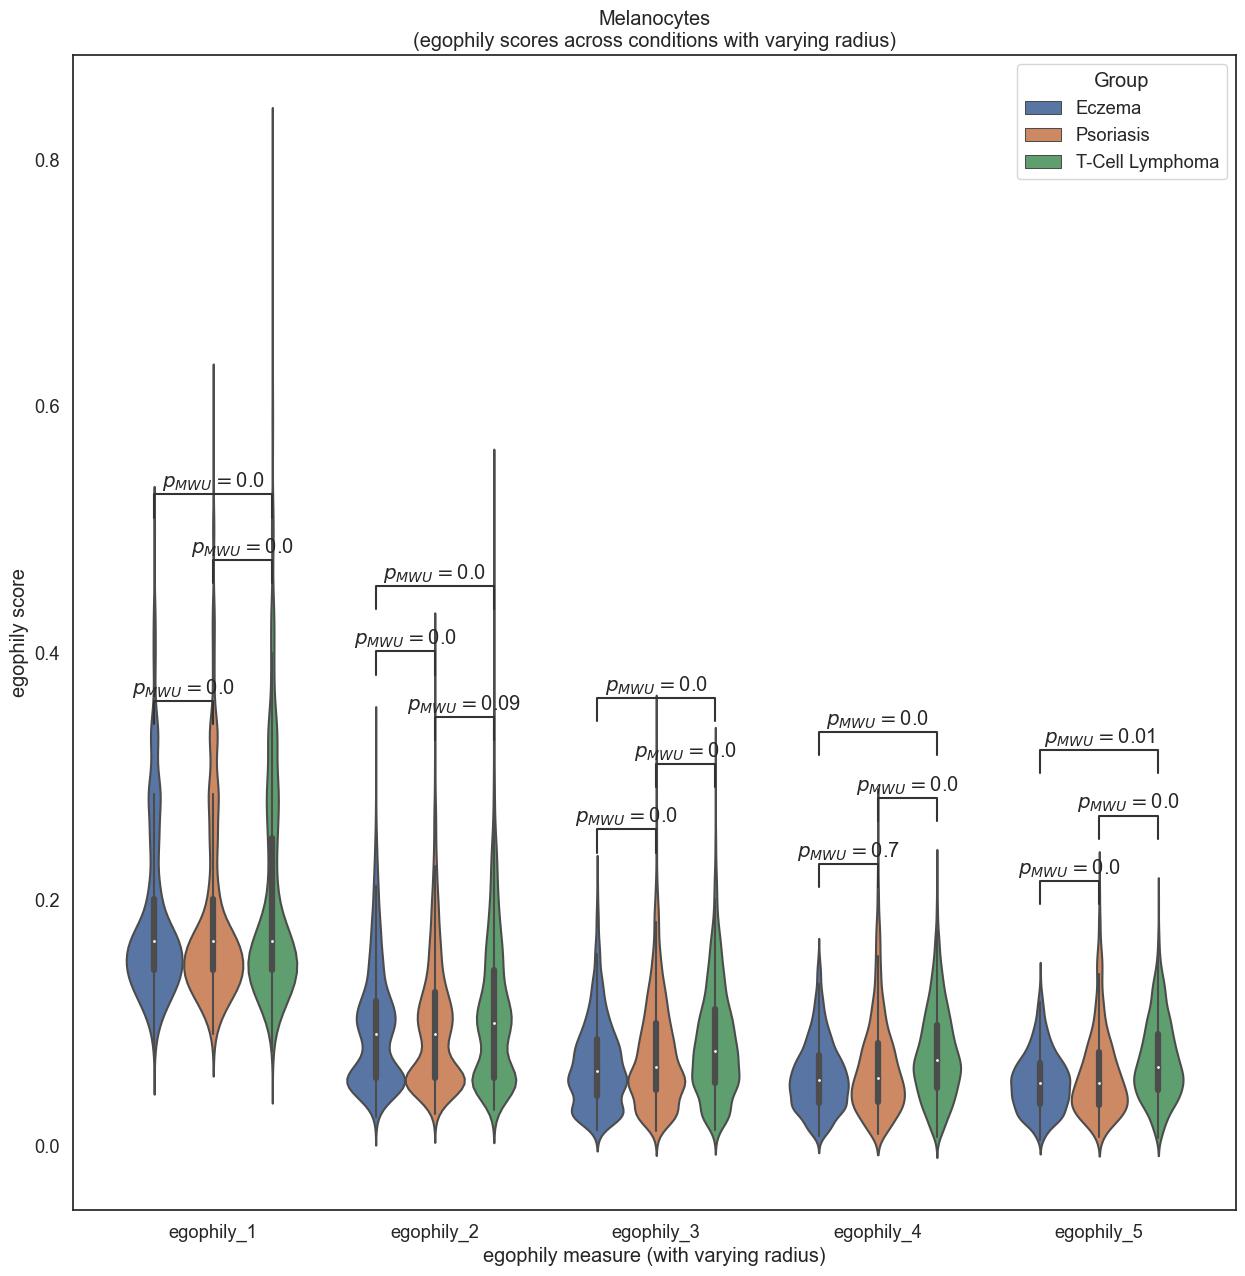 Melanocytes
(egophily scores across conditions with varying radius)
Group
Eczema
Psoriasis
T-Cell Lymphoma
egophily score
0.8
0.6
0.4
0.2
0.0
p_MWU = 0.0
p_MWU = 0.0
p_MWU = 0.0
p_MWU = 0.0
p_MWU = 0.0
p_MWU = 0.09
p_MWU = 0.0
p_MWU = 0.0
p_MWU = 0.0
p_MWU = 0.0
p_MWU = 0.0
p_MWU = 0.7
p_MWU = 0.01
p_MWU = 0.0
p_MWU = 0.0
egophily_1
egophily_2
egophily_3
egophily_4
egophily_5
egophily measure (with varying radius)